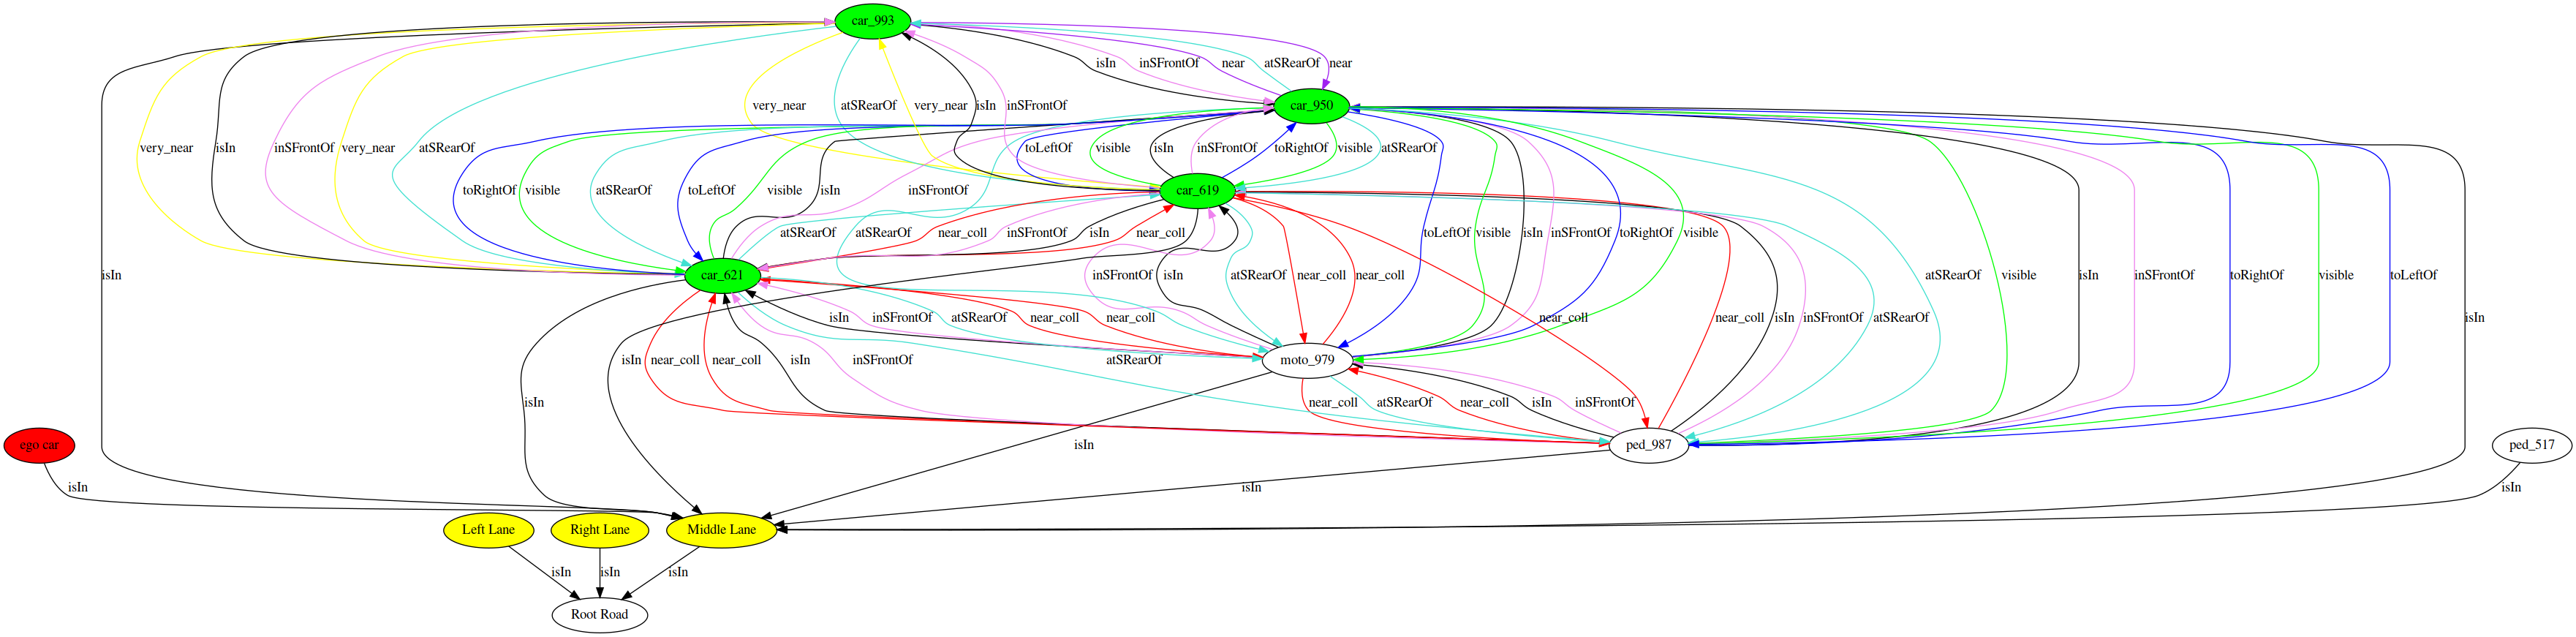 car_993
isIn inSFrontOf near atSRearOf near
very_near atSRearOf very_near isIn inSFrontOf car_950
very_near isIn inSFrontOf very_near atSRearOf toLeftOf visible isIn inSFrontOf toRightOf visible atSRearOf
toRightOf visible atSRearOf toLeftOf visible isIn inSFrontOf car_619
atSRearOf atSRearOf near_coll inSFrontOf isIn near_coll toLeftOf visible isIn inSFrontOf toRightOf visible
isIn car_621 inSFrontOf isIn atSRearOf near_coll near_coll atSRearOf visible isIn inSFrontOf toRightOf visible toLeftOf
isIn inSFrontOf atSRearOf near_coll near_coll near_coll near_coll isIn inSFrontOf atSRearOf isIn
isIn near_coll near_coll isIn inSFrontOf atSRearOf moto_979
isIn near_coll atSRearOf near_coll isIn inSFrontOf
ego car isIn ped_987 ped_517
isIn isIn isIn
Left Lane Right Lane Middle Lane
isIn isIn isIn
Root Road